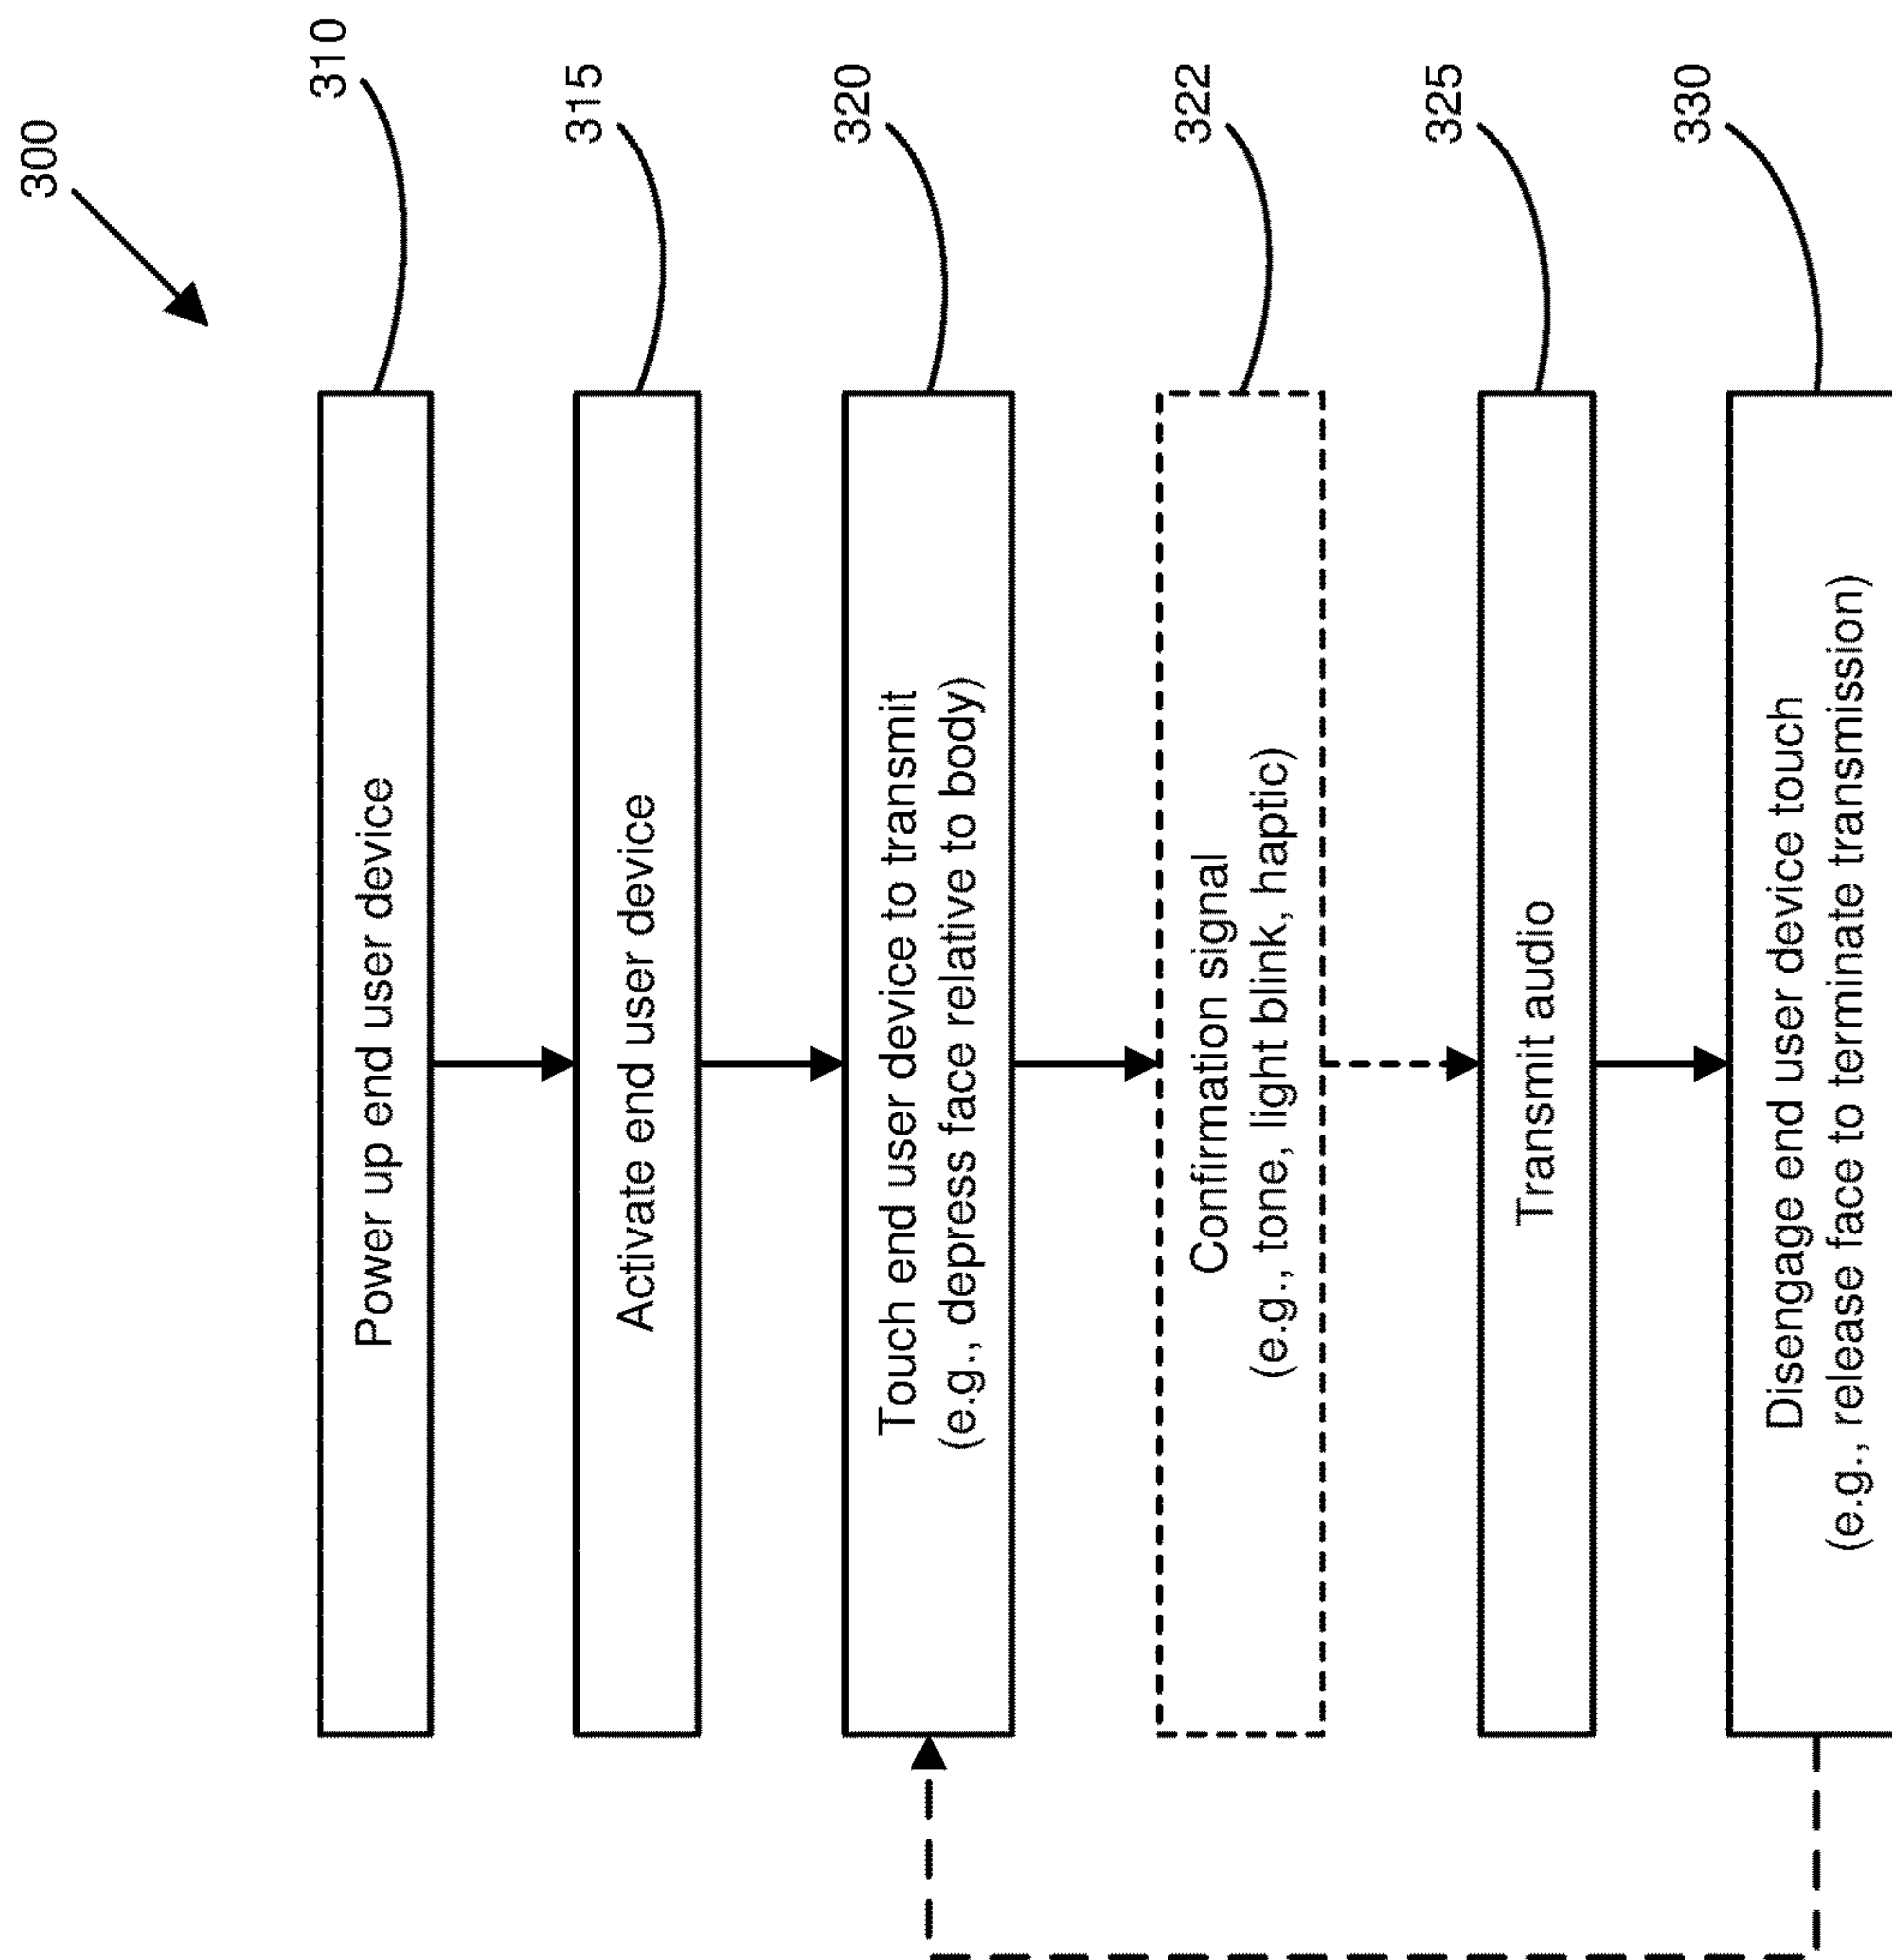 300
310
Power up end user device
315
Activate end user device
320
Touch end user device to transmit
(e.g., depress face relative to body)
322
Confirmation signal
(e.g., tone, light blink, haptic)
325
Transmit audio
330
Disengage end user device touch
(e.g., release face to terminate transmission)